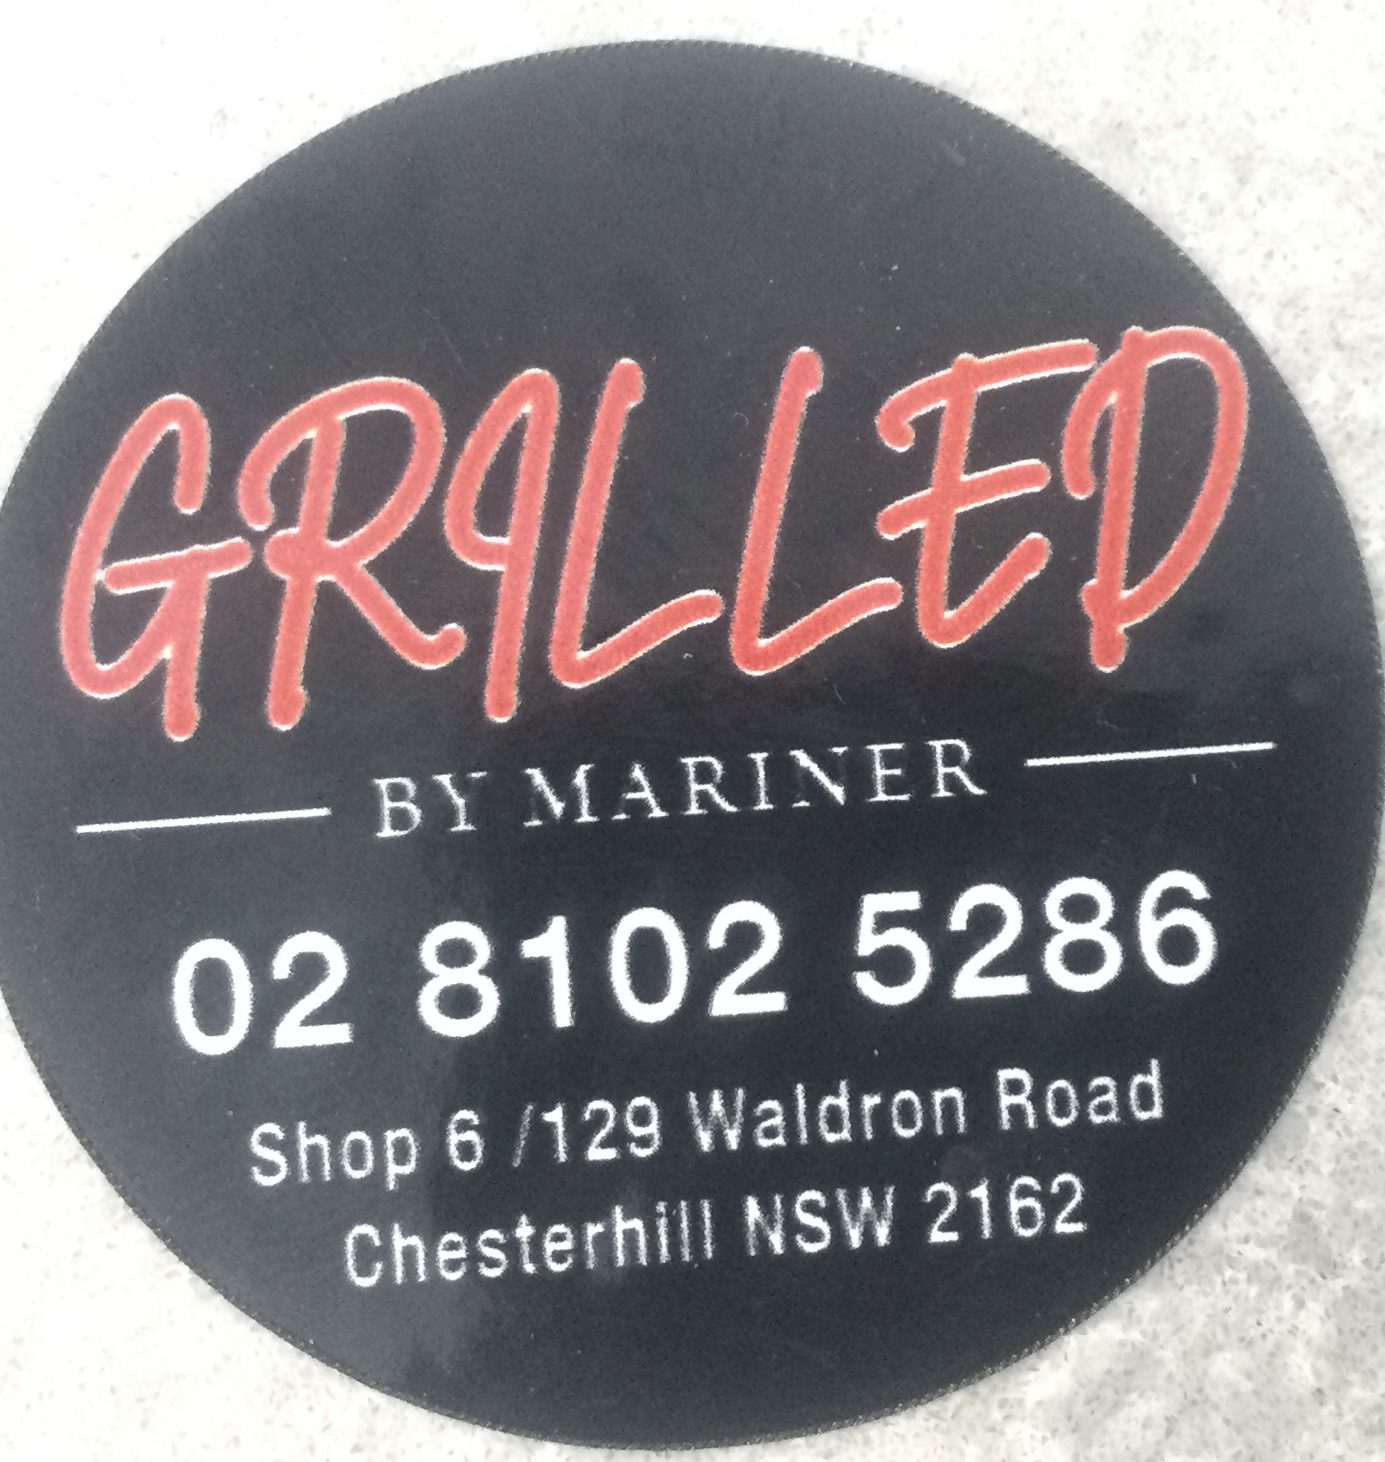 GRILLED
BY MARINER
02 8102 5286
Shop 6 /129 Waldron Road
Chesterhill NSW 2162